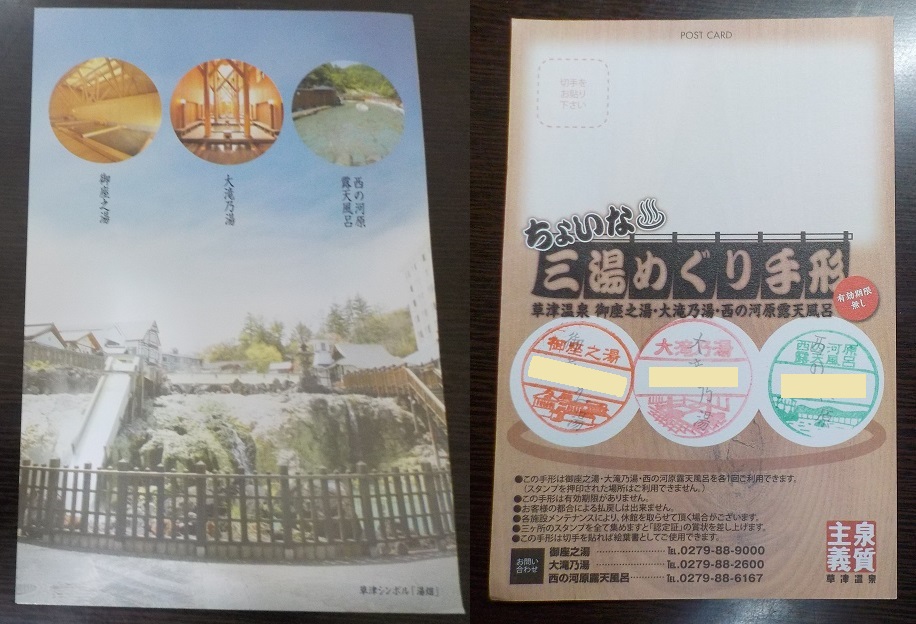 御座之湯
大滝乃湯
西の河原
露天風呂
草津シンボル「湯畑」
POST CARD
切手を
お貼り
下さい
ちょいな
三湯めぐり手形
草津温泉 御座之湯・大滝乃湯・西の河原露天風呂
有効期限
無し
御座之湯
大滝乃湯
西の河原
露天風呂
●この手形は御座之湯・大滝乃湯・西の河原露天風呂を各1回ご利用できます。
(スタンプを押印された場所はご利用できません。)
●この手形は有効期限がありません。
●お客様の都合による払戻しは出来ません。
●各施設メンテナンスにより、休館を取らせて頂く場合がございます。
●三ヶ所のスタンプを全て集めますと「認定証」の賞状を差し上げます。
●この手形は切手を貼れば絵葉書としてご使用できます。
お問い
合わせ
御座之湯 TEL.0279-88-9000
大滝乃湯 TEL.0279-88-2600
西の河原露天風呂 TEL.0279-88-6167
泉質
主義
草津温泉